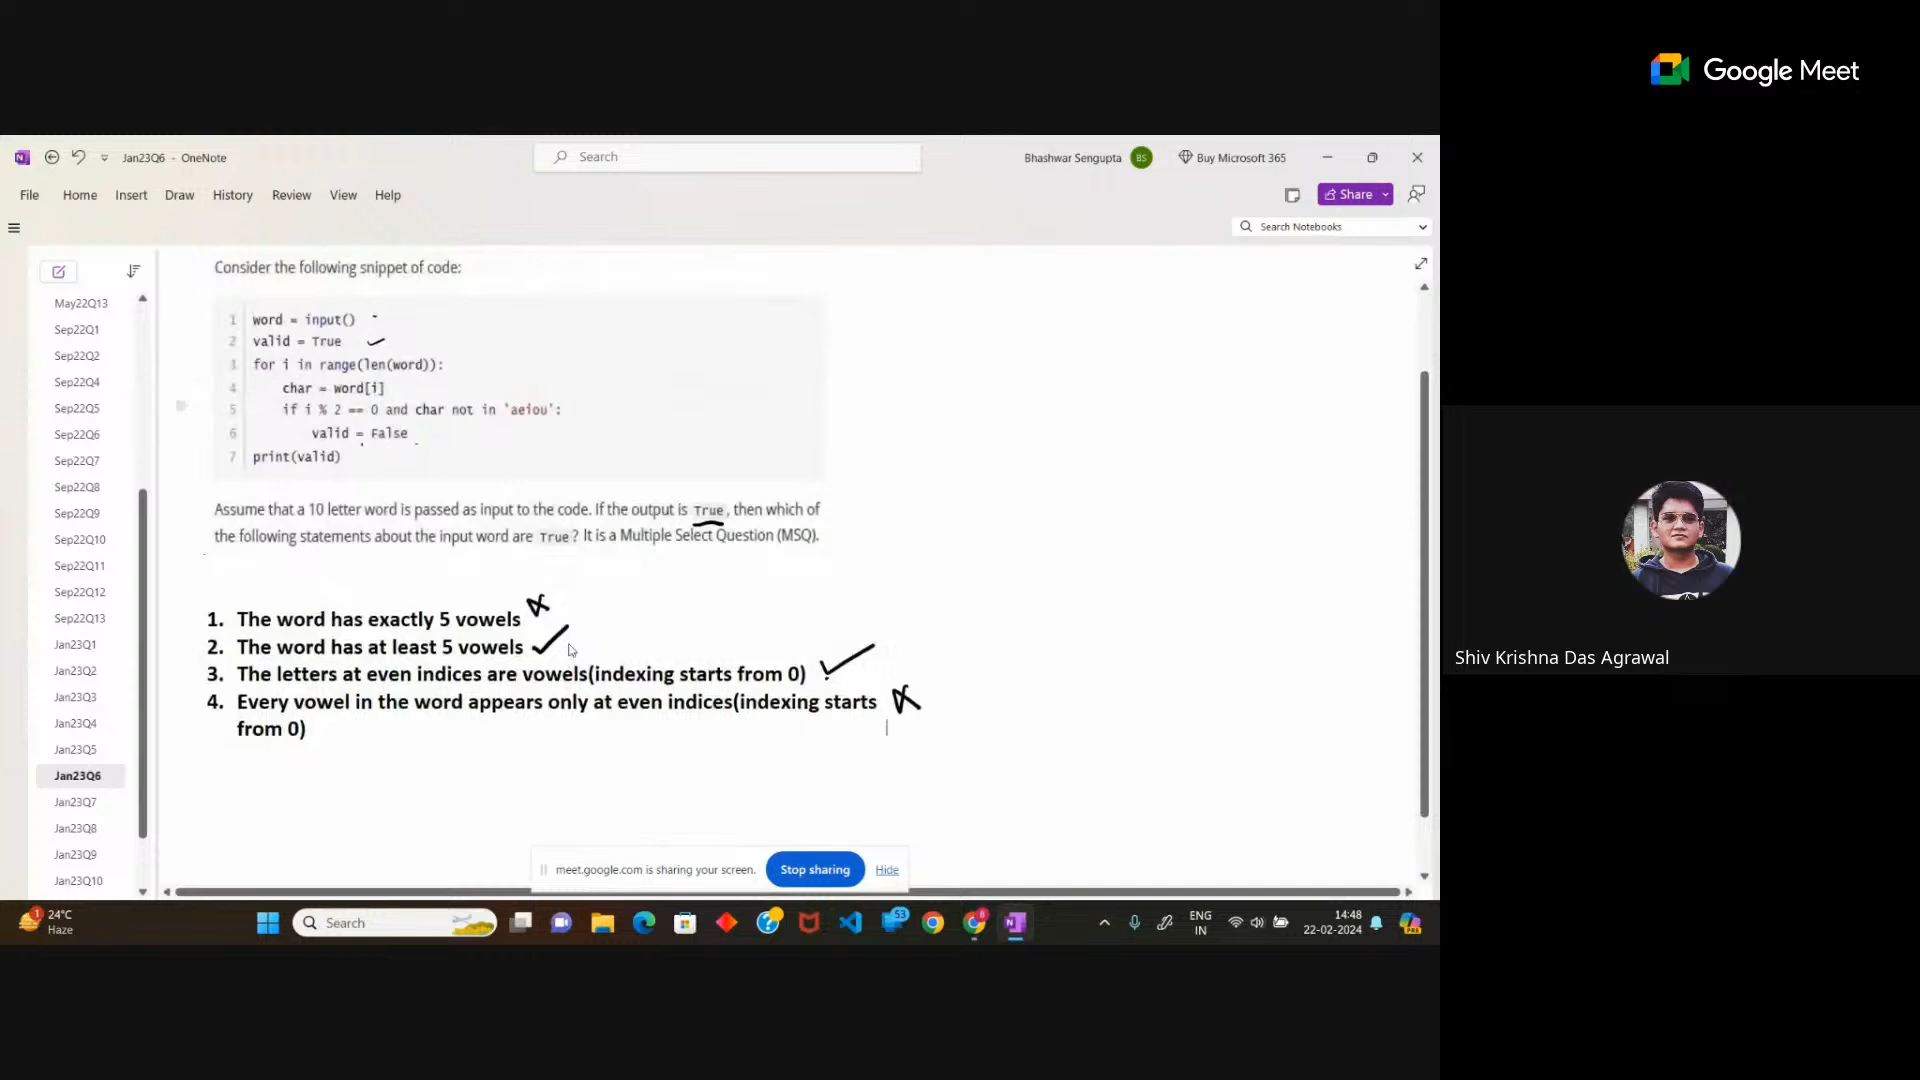 Google Meet
Jan23Q6 - OneNote
Search
Bhashwar Sengupta
BS
Buy Microsoft 365
File
Home
Insert
Draw
History
Review
View
Help
Share
Search Notebooks
May22Q13
Sep22Q1
Sep22Q2
Sep22Q4
Sep22Q5
Sep22Q6
Sep22Q7
Sep22Q8
Sep22Q9
Sep22Q10
Sep22Q11
Sep22Q12
Sep22Q13
Jan23Q1
Jan23Q2
Jan23Q3
Jan23Q4
Jan23Q5
Jan23Q6
Jan23Q7
Jan23Q8
Jan23Q9
Jan23Q10
Consider the following snippet of code:
1 word = input()
2 valid = True
3 for i in range(len(word)):
4 char = word[i]
5 if i % 2 == 0 and char not in 'aeiou':
6 valid = False
7 print(valid)
Assume that a 10 letter word is passed as input to the code. If the output is True, then which of
the following statements about the input word are True? It is a Multiple Select Question (MSQ).
1. The word has exactly 5 vowels
2. The word has at least 5 vowels
3. The letters at even indices are vowels(indexing starts from 0)
4. Every vowel in the word appears only at even indices(indexing starts
from 0)
meet.google.com is sharing your screen.
Stop sharing
Hide
Shiv Krishna Das Agrawal
1
24°C
Haze
Search
53
8
ENG
IN
14:48
22-02-2024
PRE